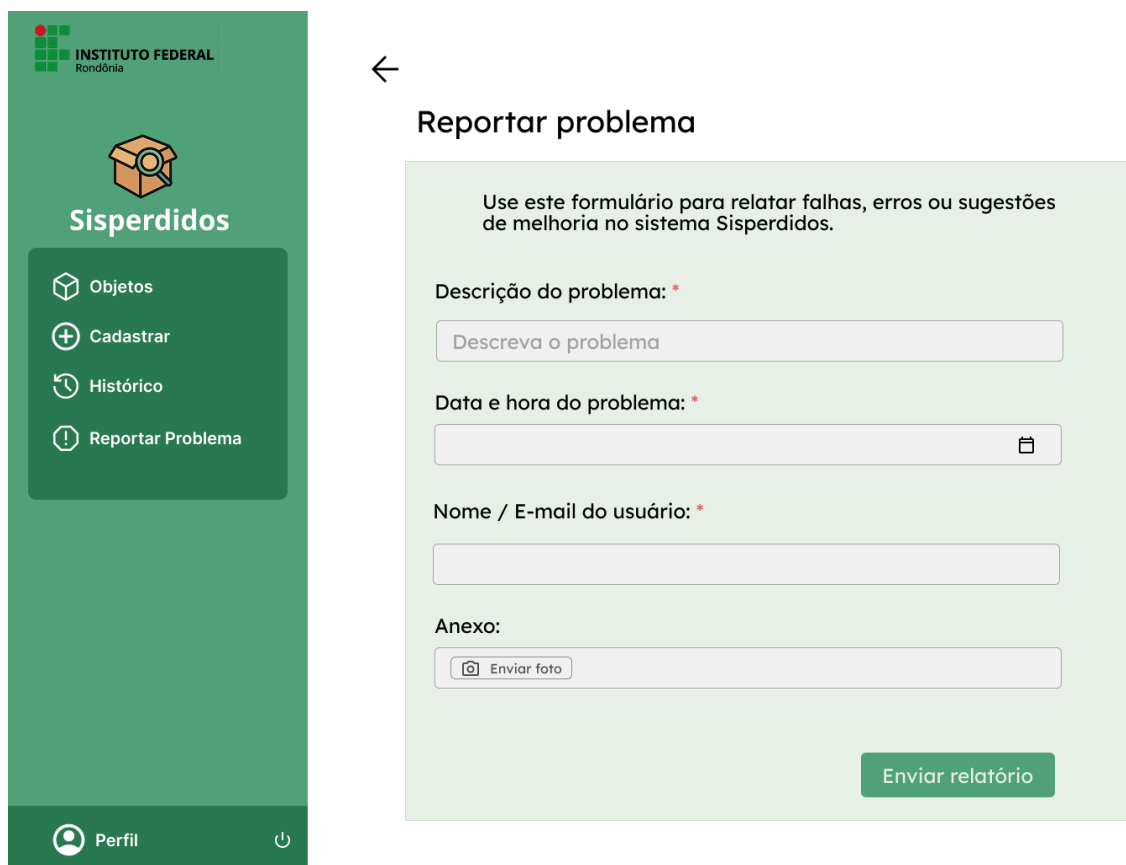 INSTITUTO FEDERAL
Rondônia
Sisperdidos
Objetos
Cadastrar
Histórico
Reportar Problema
Perfil
Reportar problema
Use este formulário para relatar falhas, erros ou sugestões
de melhoria no sistema Sisperdidos.
Descrição do problema: *
Descreva o problema
Data e hora do problema: *
Nome / E-mail do usuário: *
Anexo:
Enviar foto
Enviar relatório